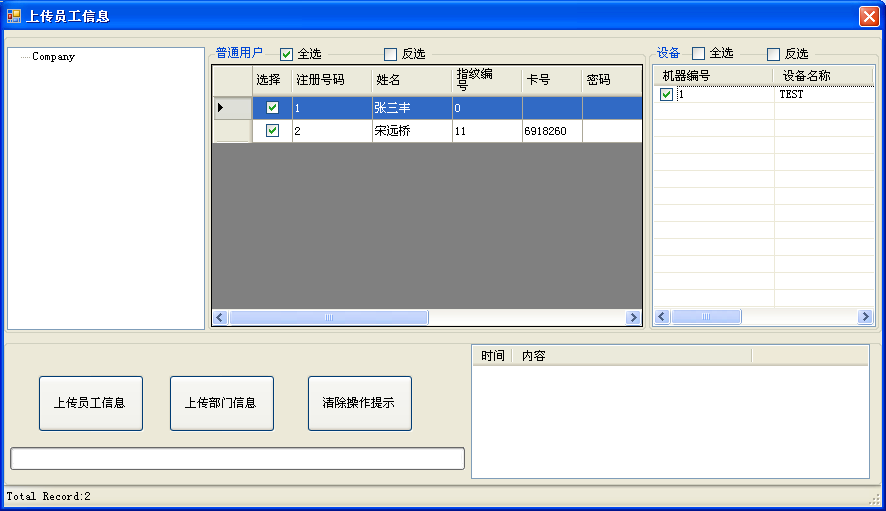 上传员工信息
Company
普通用户 全选 反选
选择 注册号码 姓名 指纹编号 卡号 密码
1 张三丰 0
2 宋远桥 11 6918260
设备 全选 反选
机器编号 设备名称
1 TEST
上传员工信息 上传部门信息 清除操作提示
时间 内容
Total Record:2